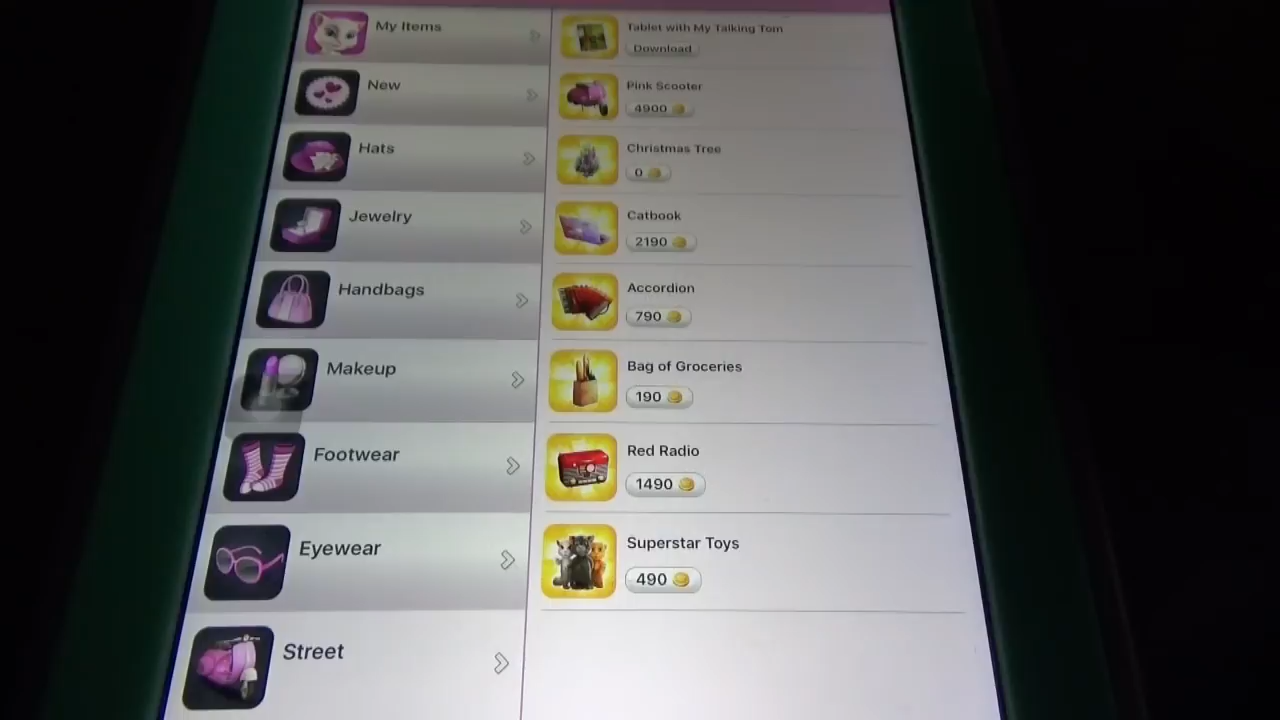 My Items
New
Hats
Jewelry
Handbags
Makeup
Footwear
Eyewear
Street
Tablet with My Talking Tom
Download
Pink Scooter
4900
Christmas Tree
0
Catbook
2190
Accordion
790
Bag of Groceries
190
Red Radio
1490
Superstar Toys
490